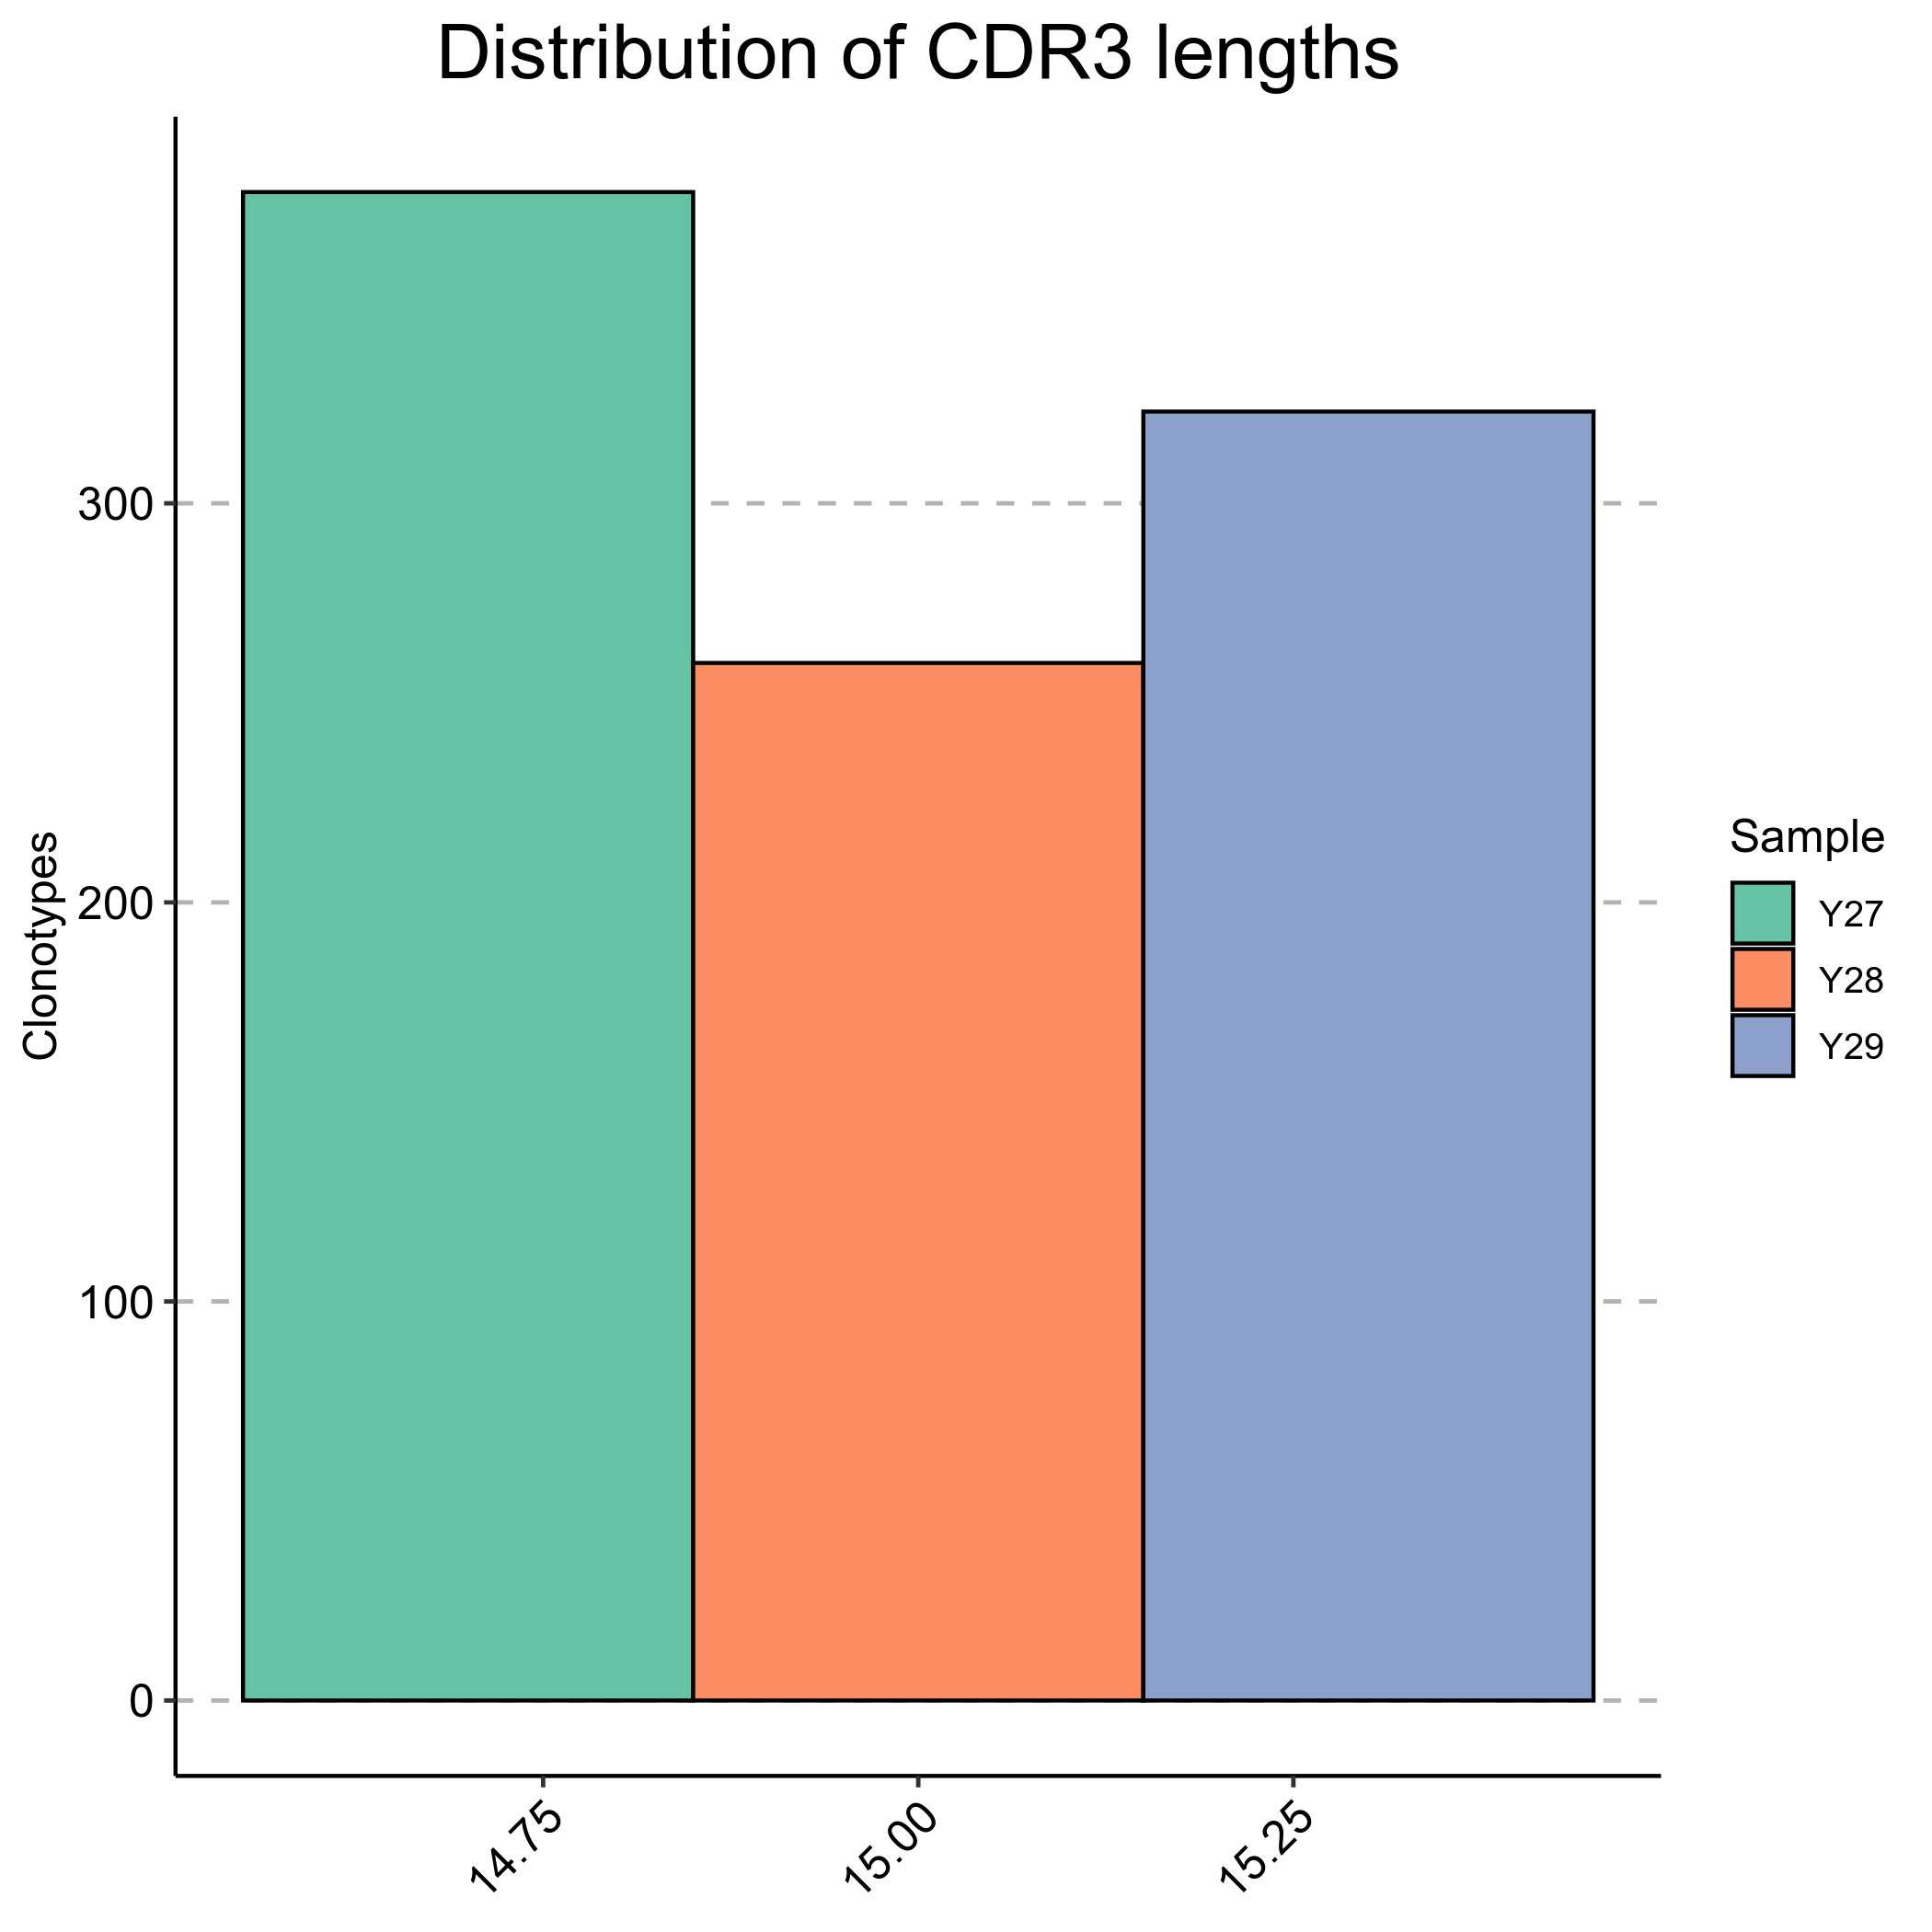 Distribution of CDR3 lengths
Clonotypes
300
200
100
0
14.75
15.00
15.25
Sample
Y27
Y28
Y29